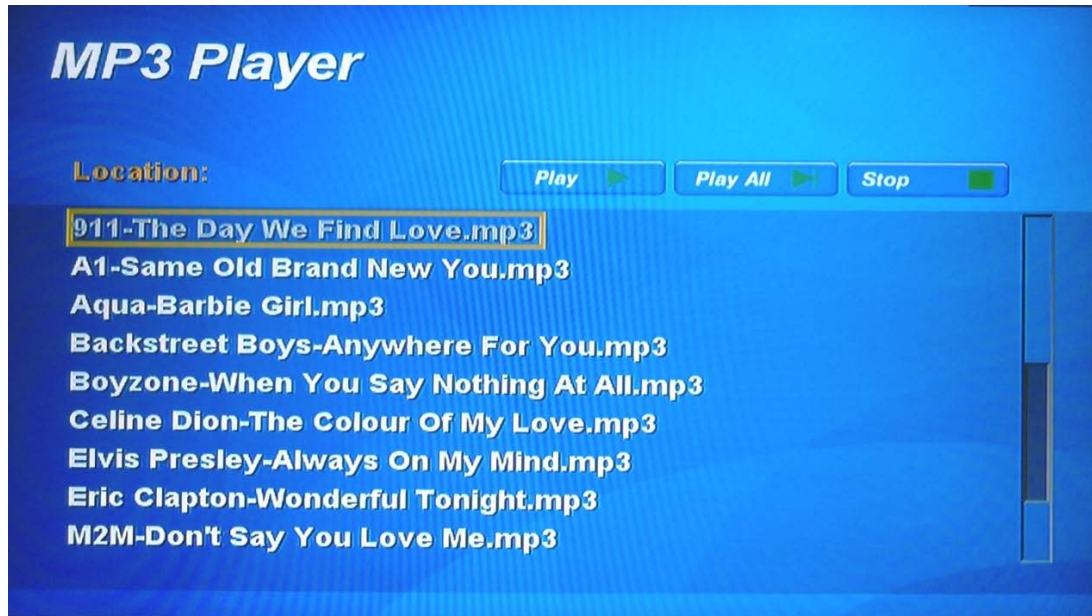 MP3 Player
Location:
Play
Play All
Stop
911-The Day We Find Love.mp3
A1-Same Old Brand New You.mp3
Aqua-Barbie Girl.mp3
Backstreet Boys-Anywhere For You.mp3
Boyzone-When You Say Nothing At All.mp3
Celine Dion-The Colour Of My Love.mp3
Elvis Presley-Always On My Mind.mp3
Eric Clapton-Wonderful Tonight.mp3
M2M-Don't Say You Love Me.mp3